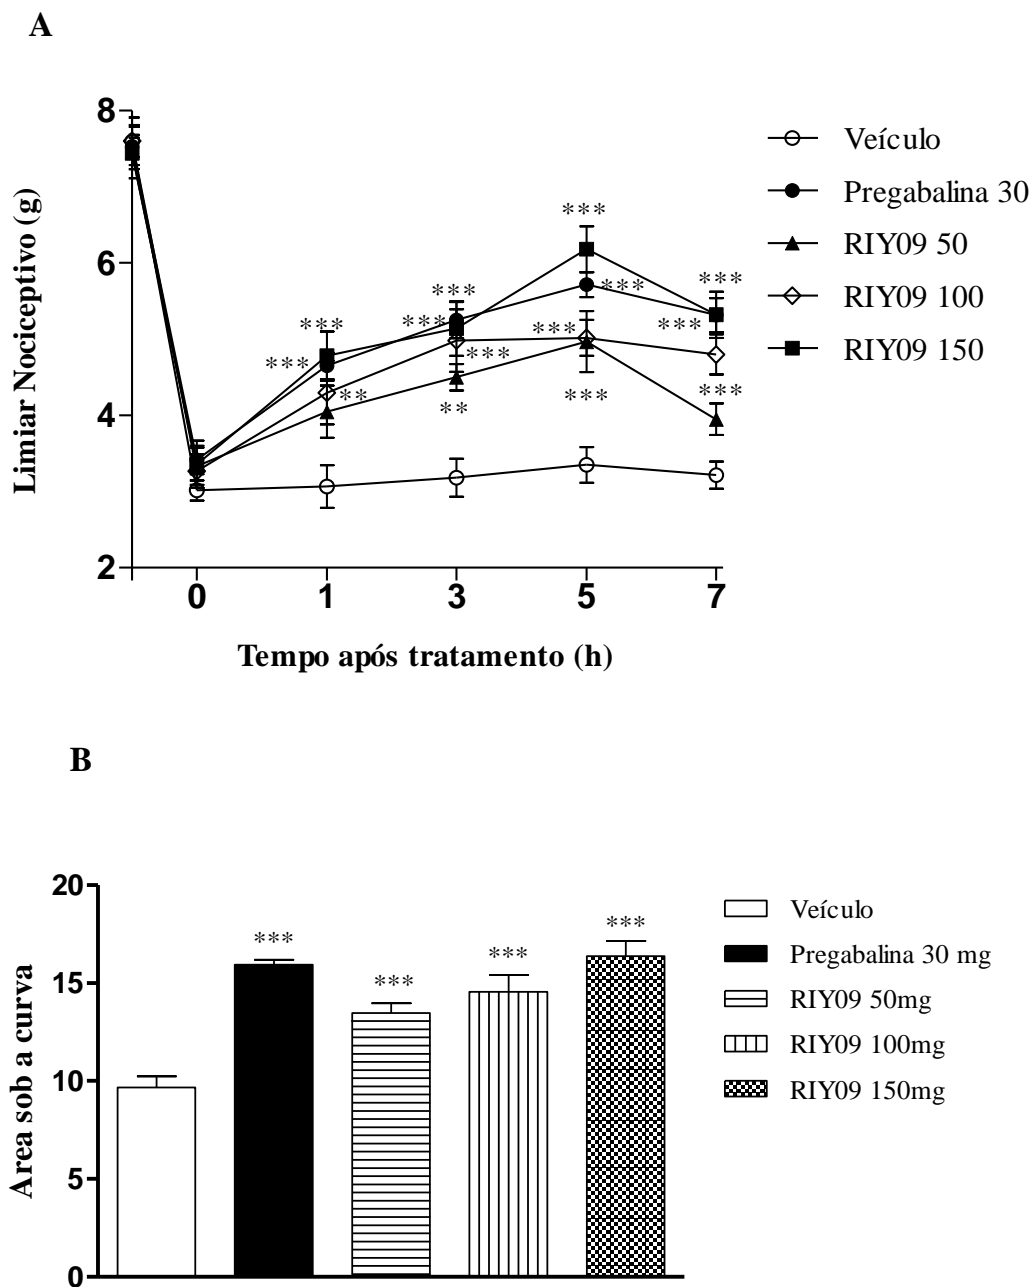 A
8
6
4
2
Limiar Nociceptivo (g)
***
***
***
***
***
***
***
***
***
***
**
**
***
***
0 1 3 5 7
Tempo após tratamento (h)
Veículo
Pregabalina 30
RIY09 50
RIY09 100
RIY09 150
B
20
15
10
5
0
Area sob a curva
***
***
***
***
Veículo
Pregabalina 30 mg
RIY09 50mg
RIY09 100mg
RIY09 150mg